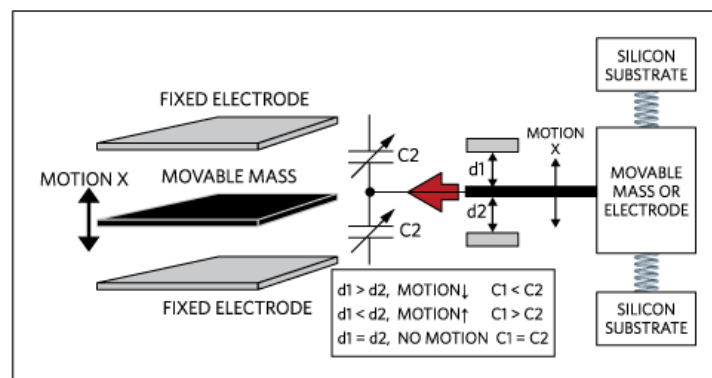 FIXED ELECTRODE
MOTION X
MOVABLE MASS
FIXED ELECTRODE
C2
C2
d1
d2
MOTION
X
SILICON
SUBSTRATE
MOVABLE
MASS OR
ELECTRODE
SILICON
SUBSTRATE
d1 > d2, MOTION↓ C1 < C2
d1 < d2, MOTION↑ C1 > C2
d1 = d2, NO MOTION C1 = C2